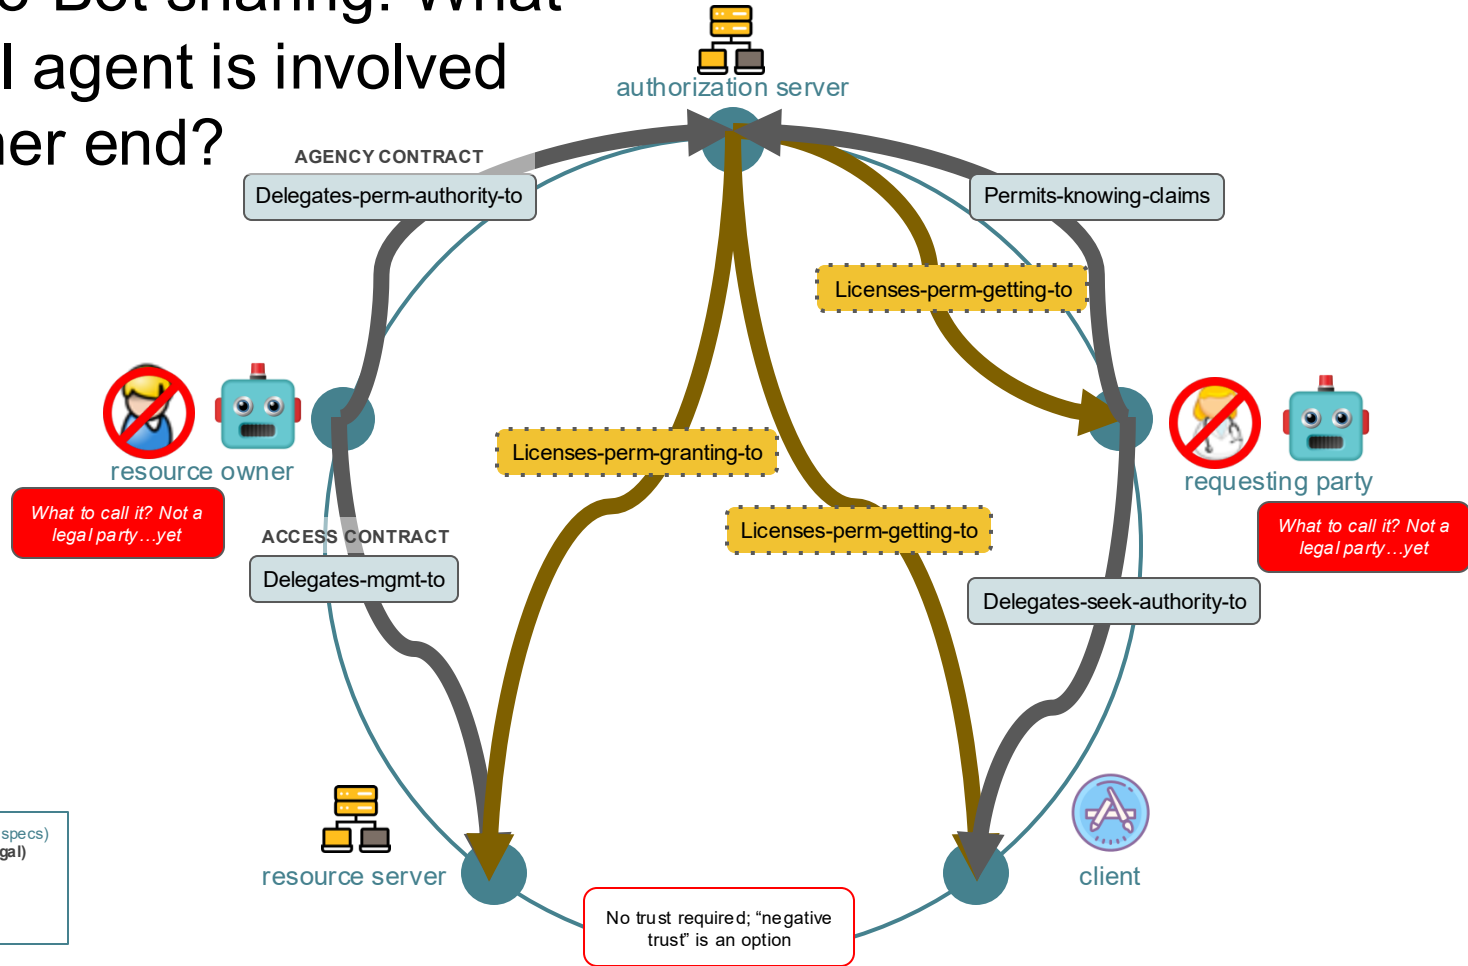 Bot sharing: What
agent is involved
end?
authorization server
AGENCY CONTRACT
Delegates-perm-authority-to
Permits-knowing-claims
Licenses-perm-getting-to
Licenses-perm-granting-to
resource owner
requesting party
What to call it? Not a
legal party…yet
What to call it? Not a
legal party…yet
Licenses-perm-getting-to
ACCESS CONTRACT
Delegates-mgmt-to
Delegates-seek-authority-to
specs)
resource server
client
No trust required; “negative
trust” is an option